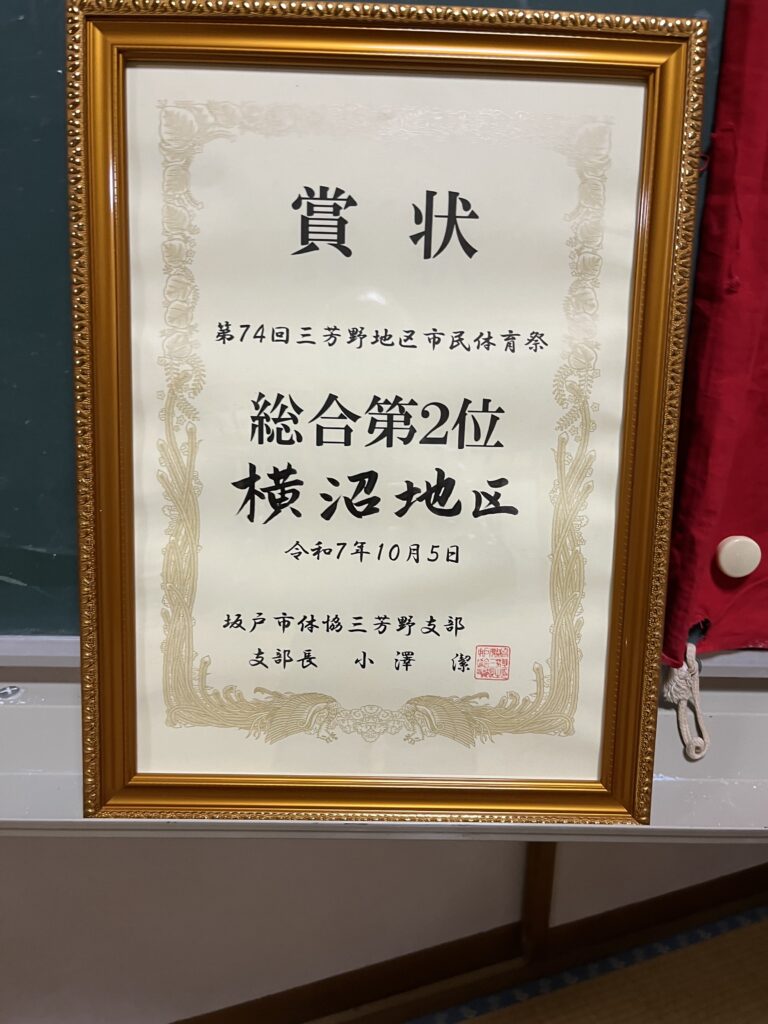 賞状
第74回三芳野地区市民体育祭
総合第2位
横沼地区
令和7年10月5日
坂戸市体協三芳野支部
支部長 小澤 潔